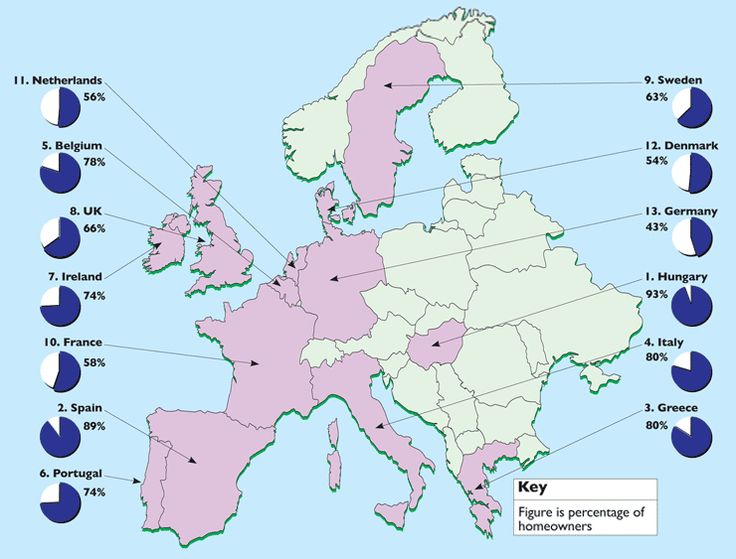 11. Netherlands
56%
5. Belgium
78%
8. UK
66%
7. Ireland
74%
10. France
58%
2. Spain
89%
6. Portugal
74%
9. Sweden
63%
12. Denmark
54%
13. Germany
43%
1. Hungary
93%
4. Italy
80%
3. Greece
80%
Key
Figure is percentage of
homeowners